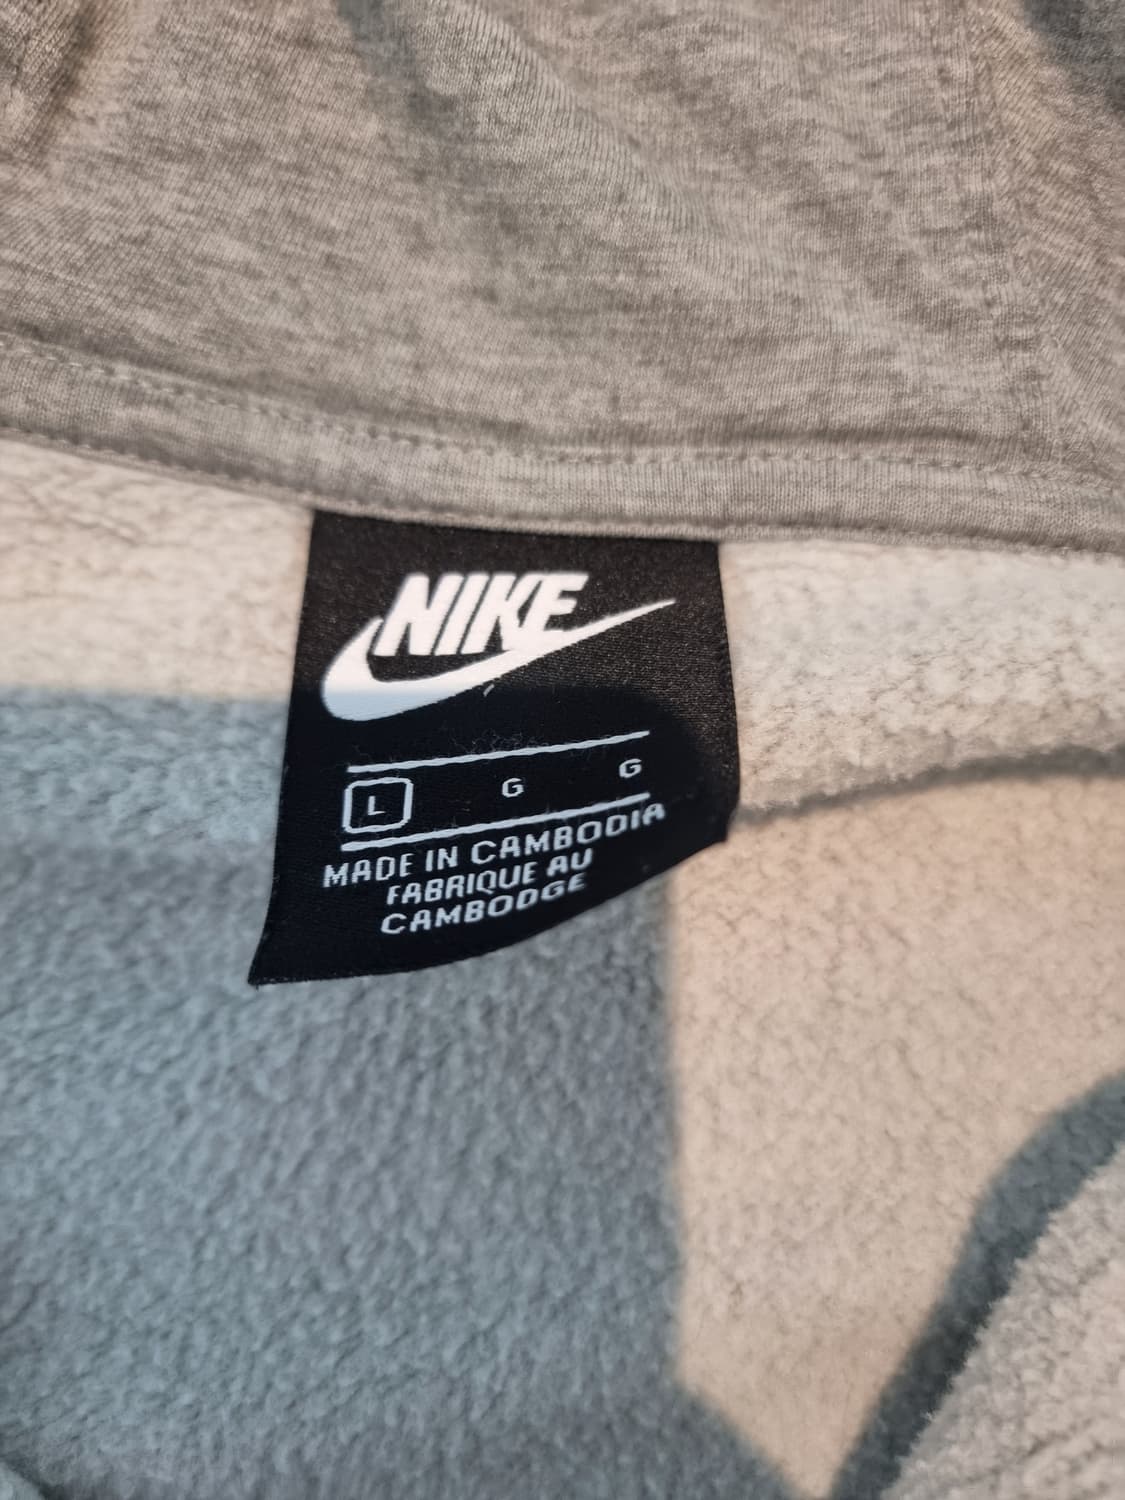 NIKE
L G G
MADE IN CAMBODIA
FABRIQUE AU
CAMBODGE